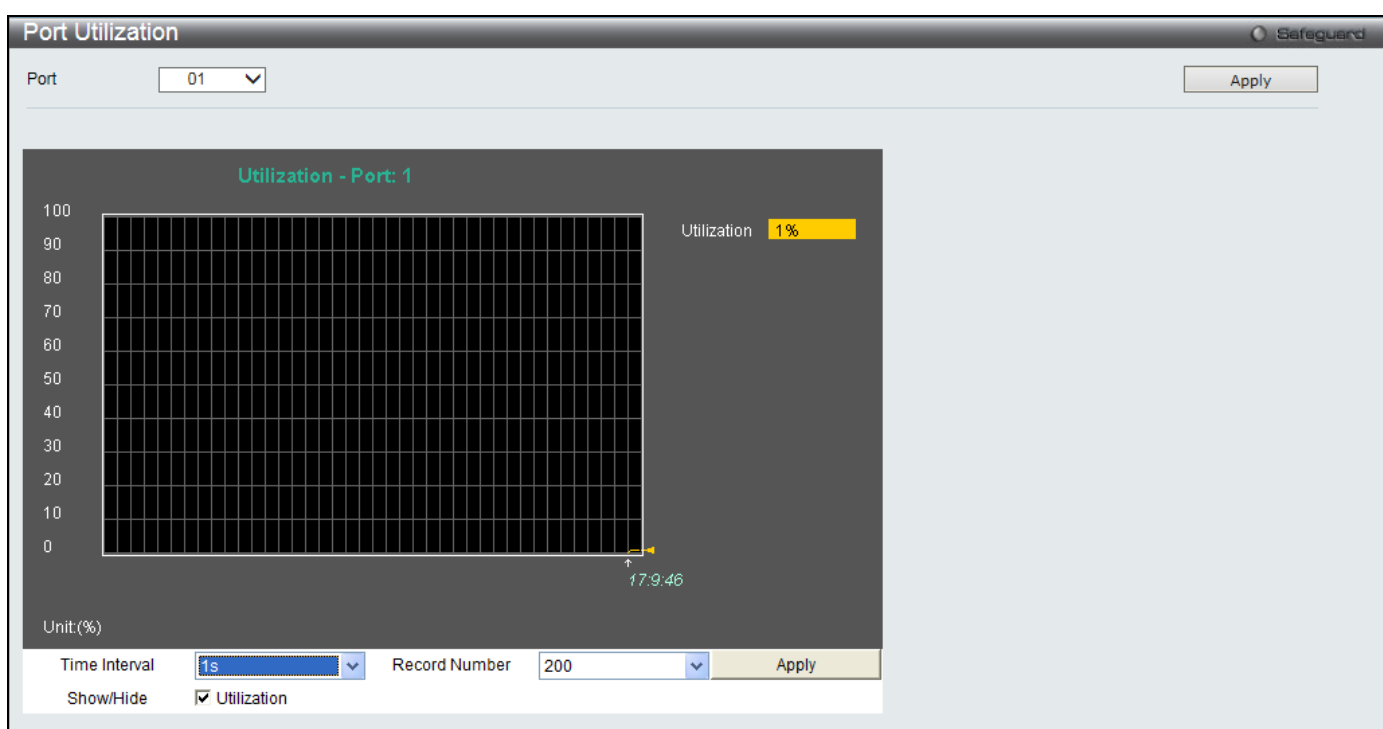 Port Utilization
Safeguard
Port 01 Apply
Utilization - Port: 1
100
Utilization 1%
90
80
70
60
50
40
30
20
10
0
17:9:46
Unit:(%)
Time Interval 1s Record Number 200 Apply
Show/Hide Utilization